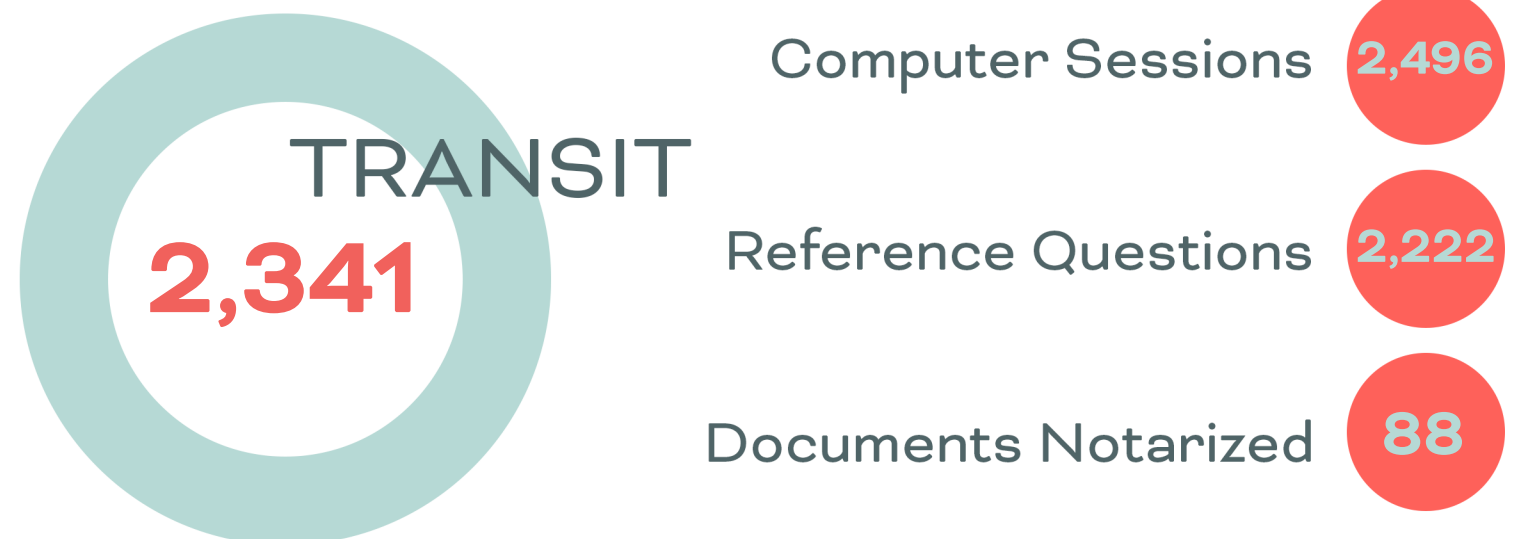 TRANSIT
2,341
Computer Sessions 2,496
Reference Questions 2,222
Documents Notarized 88